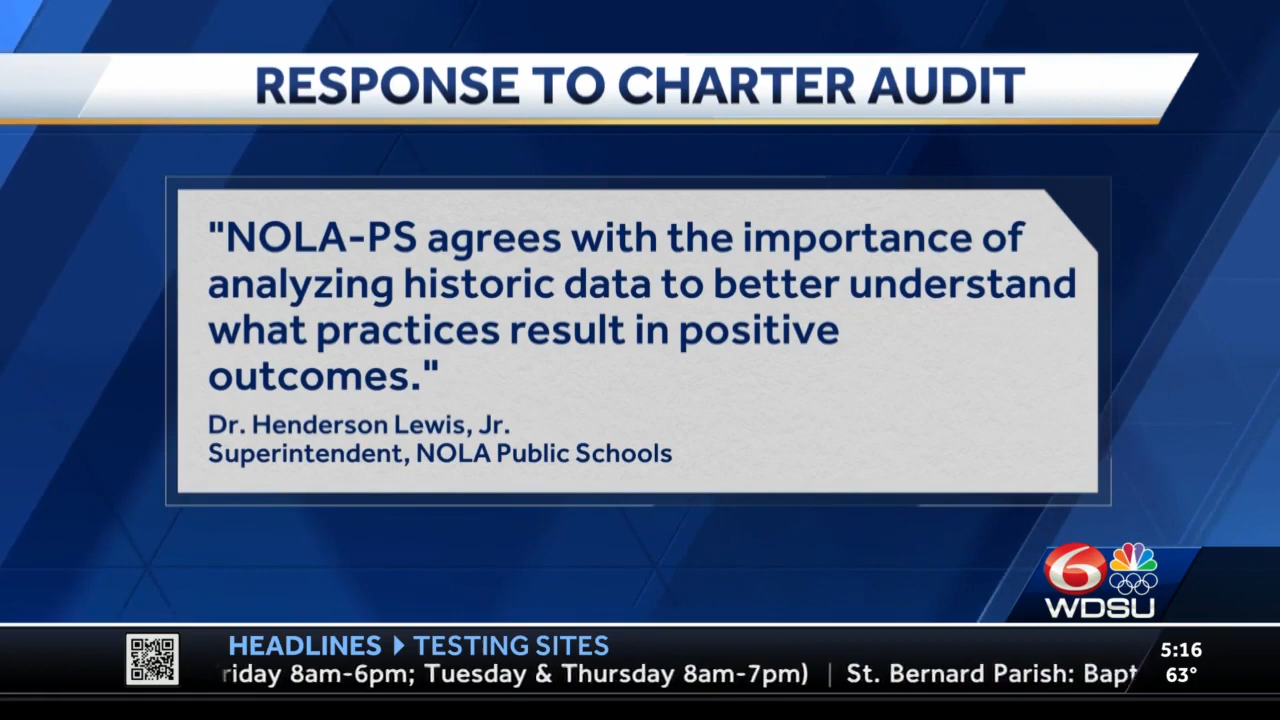 RESPONSE TO CHARTER AUDIT
"NOLA-PS agrees with the importance of
analyzing historic data to better understand
what practices result in positive
outcomes."
Dr. Henderson Lewis, Jr.
Superintendent, NOLA Public Schools
6
WDSU
HEADLINES TESTING SITES
riday 8am-6pm; Tuesday & Thursday 8am-7pm) | St. Bernard Parish: Bapt
5:16
63°